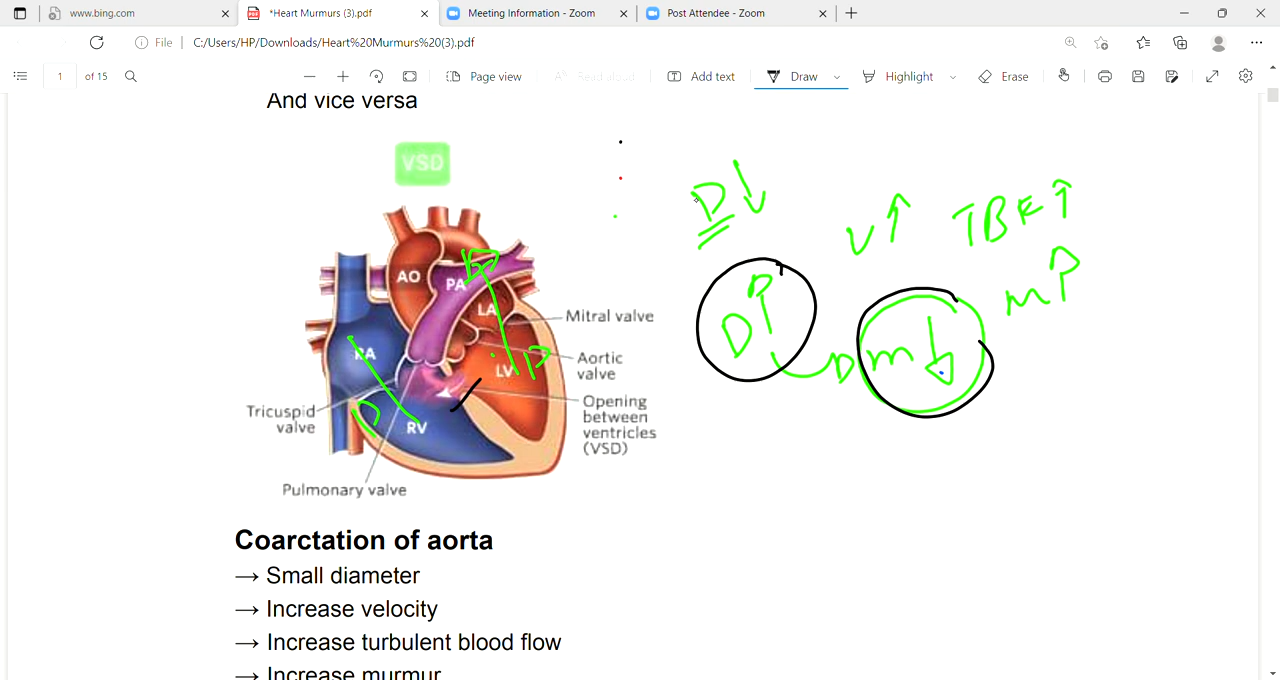 www.bing.com
*Heart Murmurs (3).pdf
Meeting Information - Zoom
Post Attendee - Zoom
File
C:/Users/HP/Downloads/Heart%20Murmurs%20(3).pdf
1 of 15
Page view
Read aloud
Add text
Draw
Highlight
Erase
And vice versa
VSD
D↓
V↑ TBF↑
m↑
D↑
D m↓
AO
PA
LA
Mitral valve
RA
P
LV
Aortic
valve
Opening
between
ventricles
(VSD)
Tricuspid
valve
RV
Pulmonary valve
Coarctation of aorta
→ Small diameter
→ Increase velocity
→ Increase turbulent blood flow
→ Increase murmur